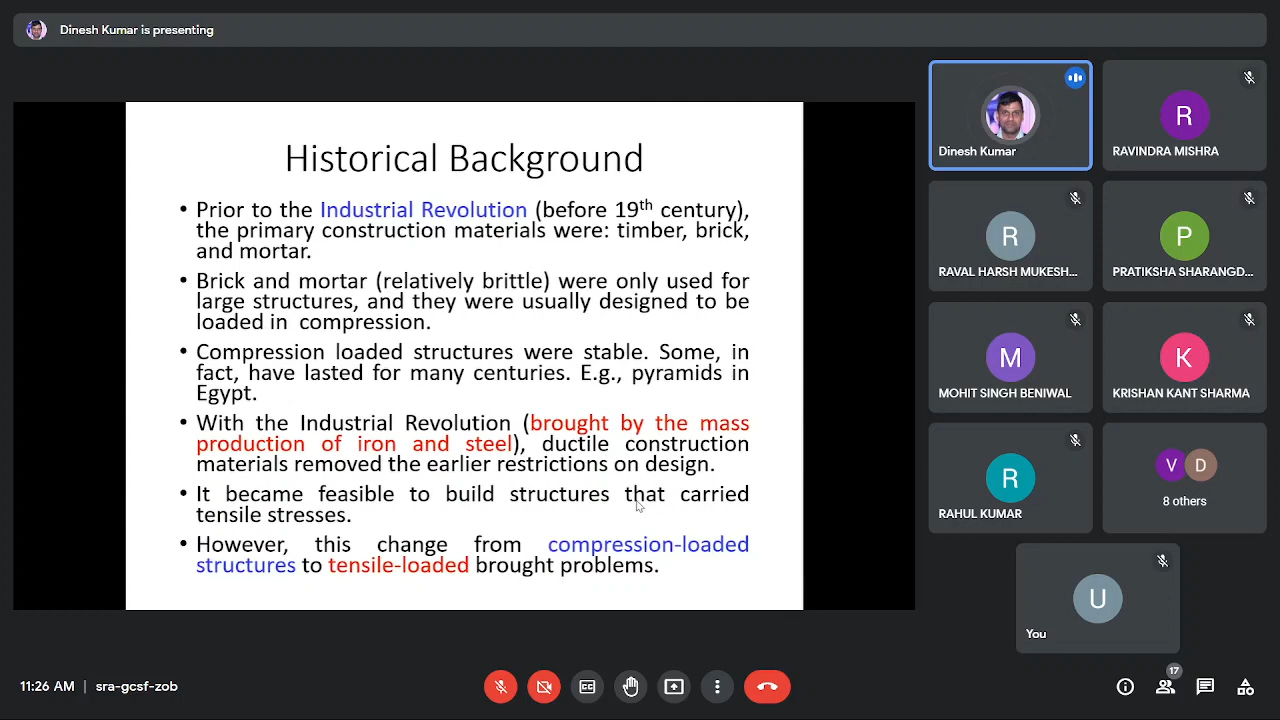 Dinesh Kumar is presenting
Historical Background
• Prior to the Industrial Revolution (before 19th century),
the primary construction materials were: timber, brick,
and mortar.
• Brick and mortar (relatively brittle) were only used for
large structures, and they were usually designed to be
loaded in compression.
• Compression loaded structures were stable. Some, in
fact, have lasted for many centuries. E.g., pyramids in
Egypt.
• With the Industrial Revolution (brought by the mass
production of iron and steel), ductile construction
materials removed the earlier restrictions on design.
• It became feasible to build structures that carried
tensile stresses.
• However, this change from compression-loaded
structures to tensile-loaded brought problems.
Dinesh Kumar
R
RAVINDRA MISHRA
R
RAVAL HARSH MUKESH...
P
PRATIKSHA SHARANGD...
M
MOHIT SINGH BENIWAL
K
KRISHAN KANT SHARMA
R
RAHUL KUMAR
V D
8 others
U
You
11:26 AM | sra-gcsf-zob
17